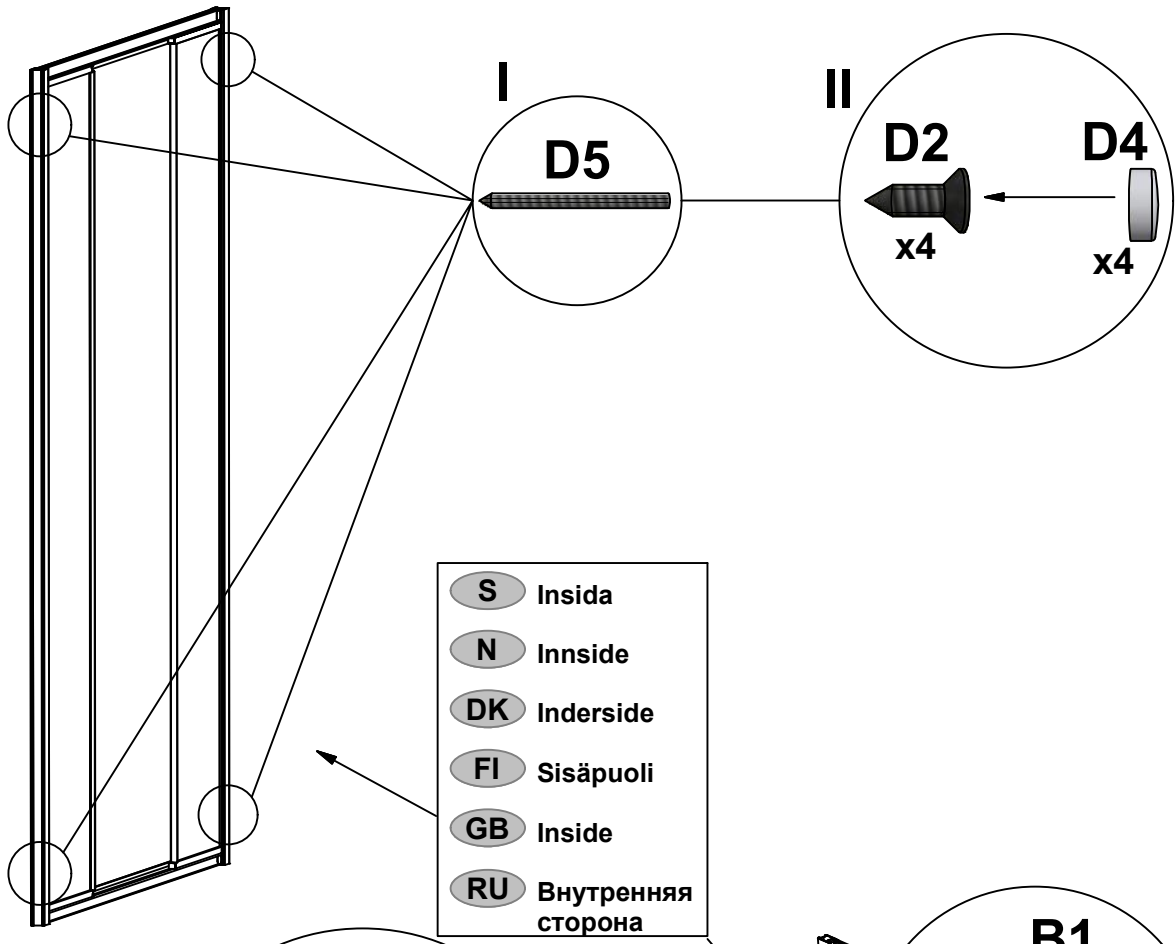 I
II
D5
D2
D4
x4
x4
S Insida
N Innside
DK Inderside
FI Sisäpuoli
GB Inside
RU Внутренняя
сторона
B1